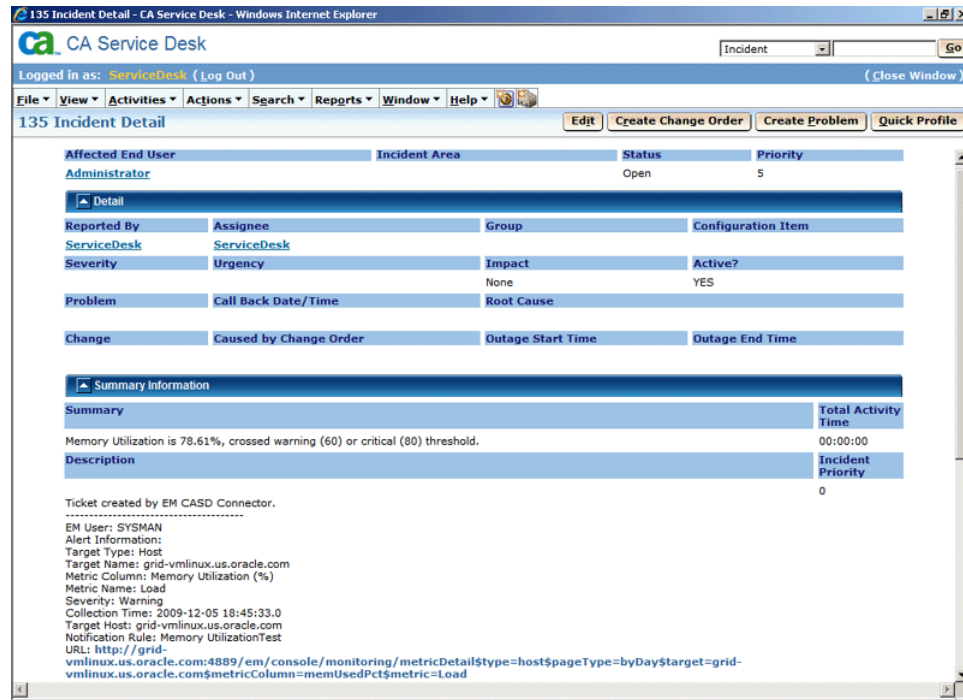 135 Incident Detail - CA Service Desk - Windows Internet Explorer
ca CA Service Desk
Incident Go
Logged in as: ServiceDesk ( Log Out ) ( Close Window )
File View Activities Actions Search Reports Window Help
135 Incident Detail Edit Create Change Order Create Problem Quick Profile
Affected End User Incident Area Status Priority
Administrator Open 5
Detail
Reported By Assignee Group Configuration Item
ServiceDesk ServiceDesk
Severity Urgency Impact Active?
None YES
Problem Call Back Date/Time Root Cause
Change Caused by Change Order Outage Start Time Outage End Time
Summary Information
Summary Total Activity
Time
Memory Utilization is 78.61%, crossed warning (60) or critical (80) threshold. 00:00:00
Description Incident
Priority
0
Ticket created by EM CASD Connector.
--------------------------------------
EM User: SYSMAN
Alert Information:
Target Type: Host
Target Name: grid-vmlinux.us.oracle.com
Metric Column: Memory Utilization (%)
Metric Name: Load
Severity: Warning
Collection Time: 2009-12-05 18:45:33.0
Target Host: grid-vmlinux.us.oracle.com
Notification Rule: Memory UtilizationTest
URL: http://grid-
vmlinux.us.oracle.com:4889/em/console/monitoring/metricDetail$type=host$pageType=byDay$target=grid-
vmlinux.us.oracle.com$metricColumn=memUsedPct$metric=Load